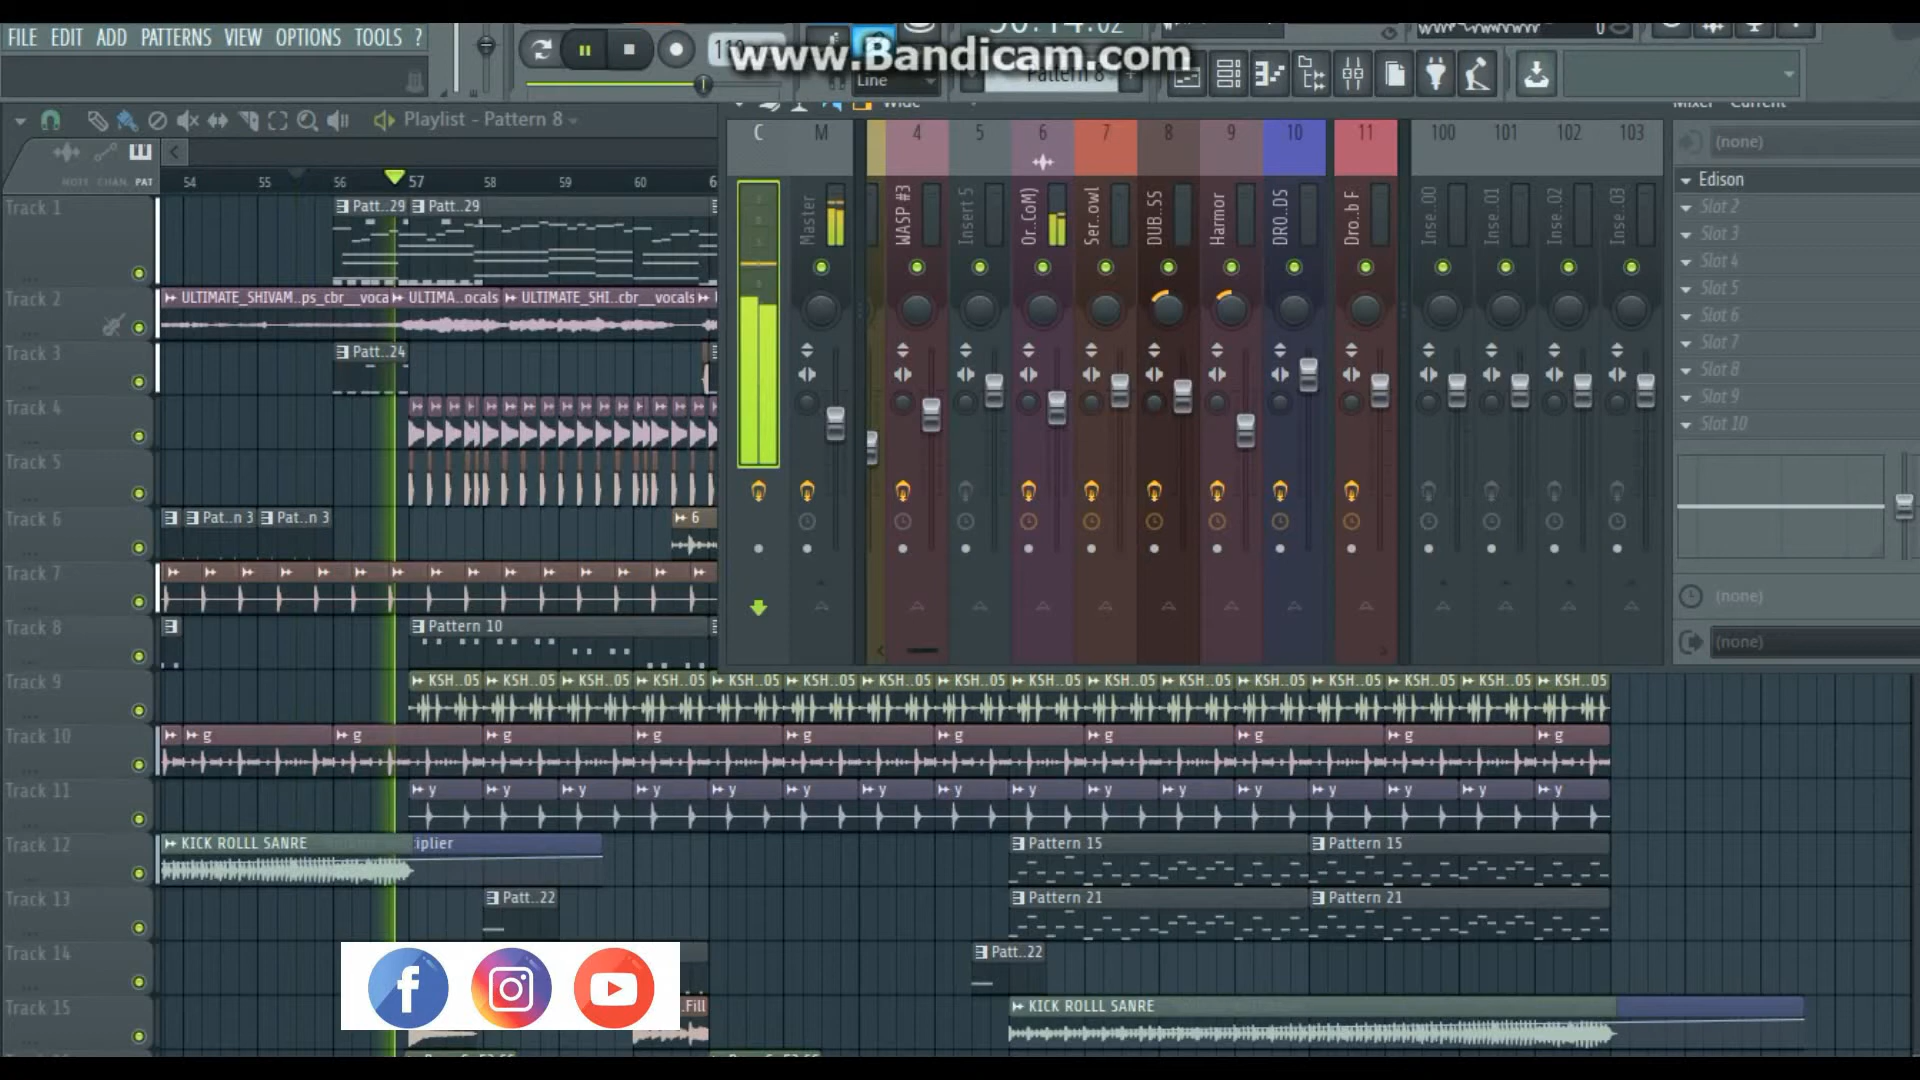 FILE EDIT ADD PATTERNS VIEW OPTIONS TOOLS ?
www.Bandicam.com
Line
Pattern 8
Playlist - Pattern 8
Wide
Mixer - Current
NOTE CHAN PAT
54 55 56 57 58 59 60
C M 4 5 6 7 8 9 10 11 100 101 102 103
Master
WASP #3
Insert 5
Or..CoM)
Ser..owl
DUB..SS
Harmor
DRO..DS
Dro..b F
Inse..00
Inse..01
Inse..02
Inse..03
(none)
Edison
Slot 2
Slot 3
Slot 4
Slot 5
Slot 6
Slot 7
Slot 8
Slot 9
Slot 10
(none)
(none)
Track 1
Patt..29 Patt..29
Track 2
ULTIMATE_SHIVAM..ps_cbr__voca ULTIMA..ocals ULTIMATE_SHI..cbr__vocals
Track 3
Patt..24
Track 4
Track 5
Track 6
Pat..n 3 Pat..n 3 6
Track 7
Track 8
Pattern 10
Track 9
KSH..05 KSH..05 KSH..05 KSH..05 KSH..05 KSH..05 KSH..05 KSH..05 KSH..05 KSH..05 KSH..05 KSH..05 KSH..05 KSH..05 KSH..05 KSH..05
Track 10
g g g g g g g g g g
Track 11
y y y y y y y y y y y y y y y y
Track 12
KICK ROLLL SANRE tiplier
Pattern 15 Pattern 15
Track 13
Patt..22
Pattern 21 Pattern 21
Track 14
Patt..22
Track 15
.Fill
KICK ROLLL SANRE